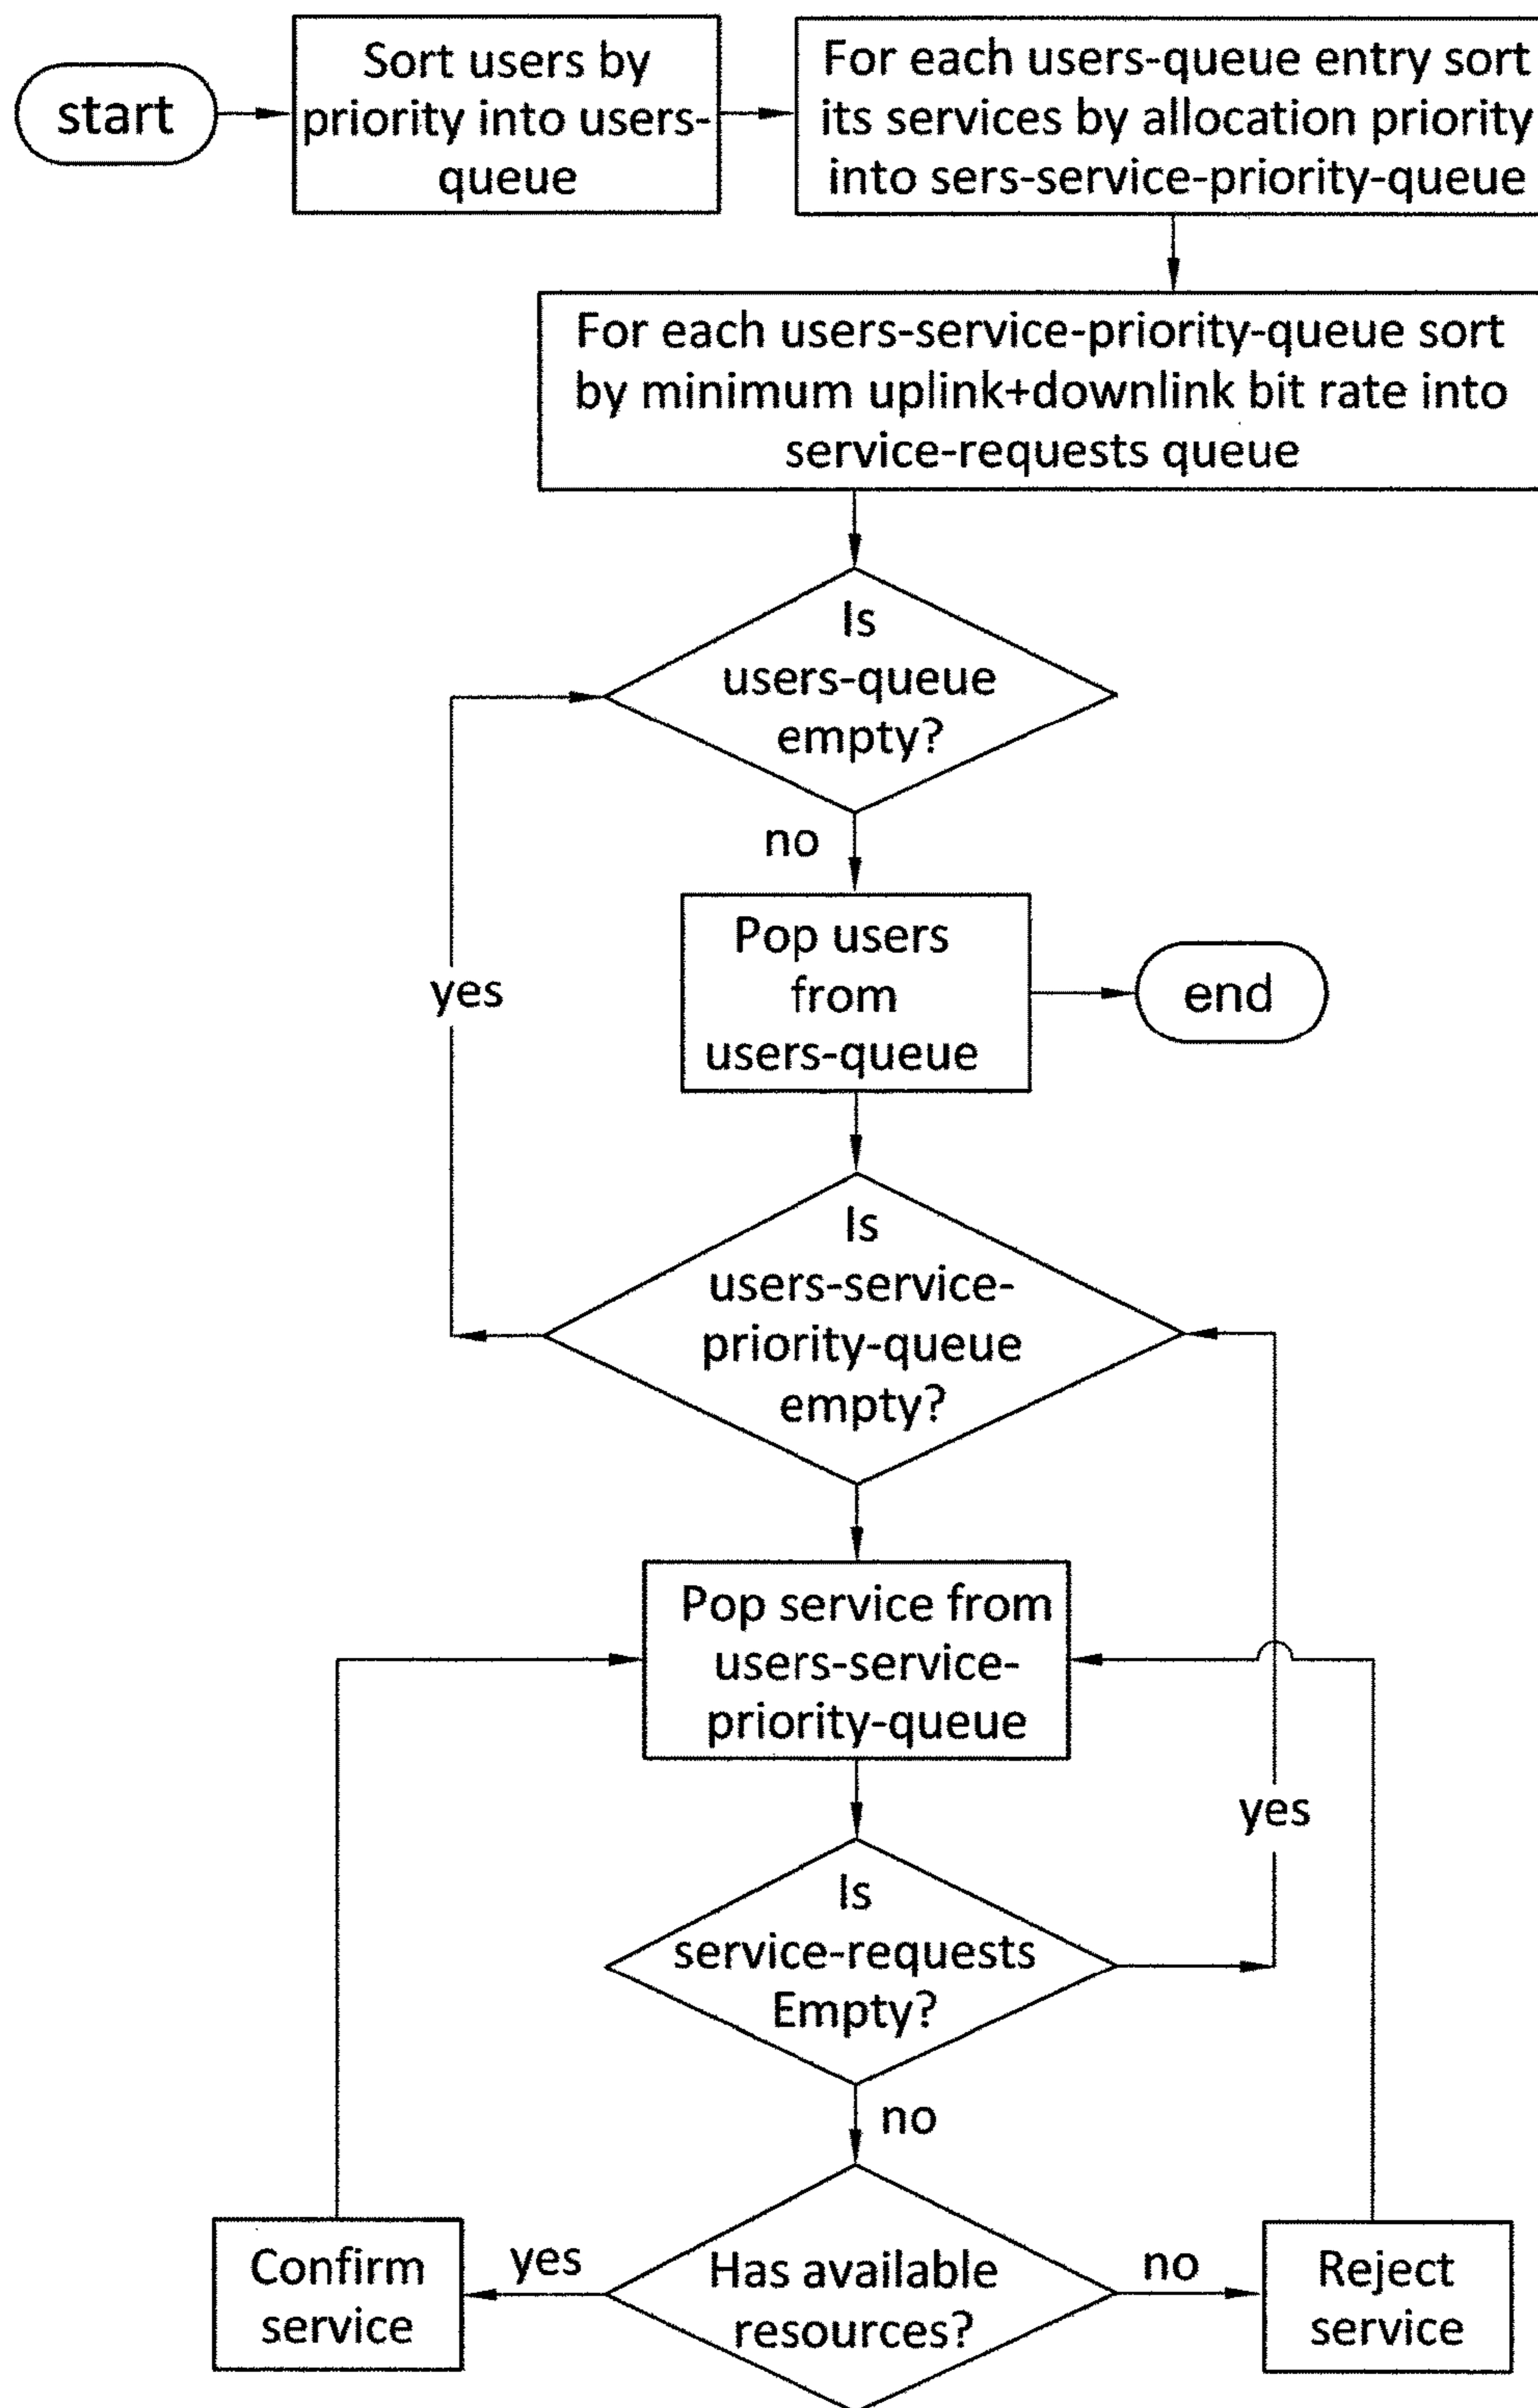 start
Sort users by
priority into users-
queue
For each users-queue entry sort
its services by allocation priority
into sers-service-priority-queue
For each users-service-priority-queue sort
by minimum uplink+downlink bit rate into
service-requests queue
Is
users-queue
empty?
no
Pop users
from
users-queue
end
yes
Is
users-service-
priority-queue
empty?
Pop service from
users-service-
priority-queue
yes
Is
service-requests
Empty?
no
Has available
resources?
yes
Confirm
service
no
Reject
service